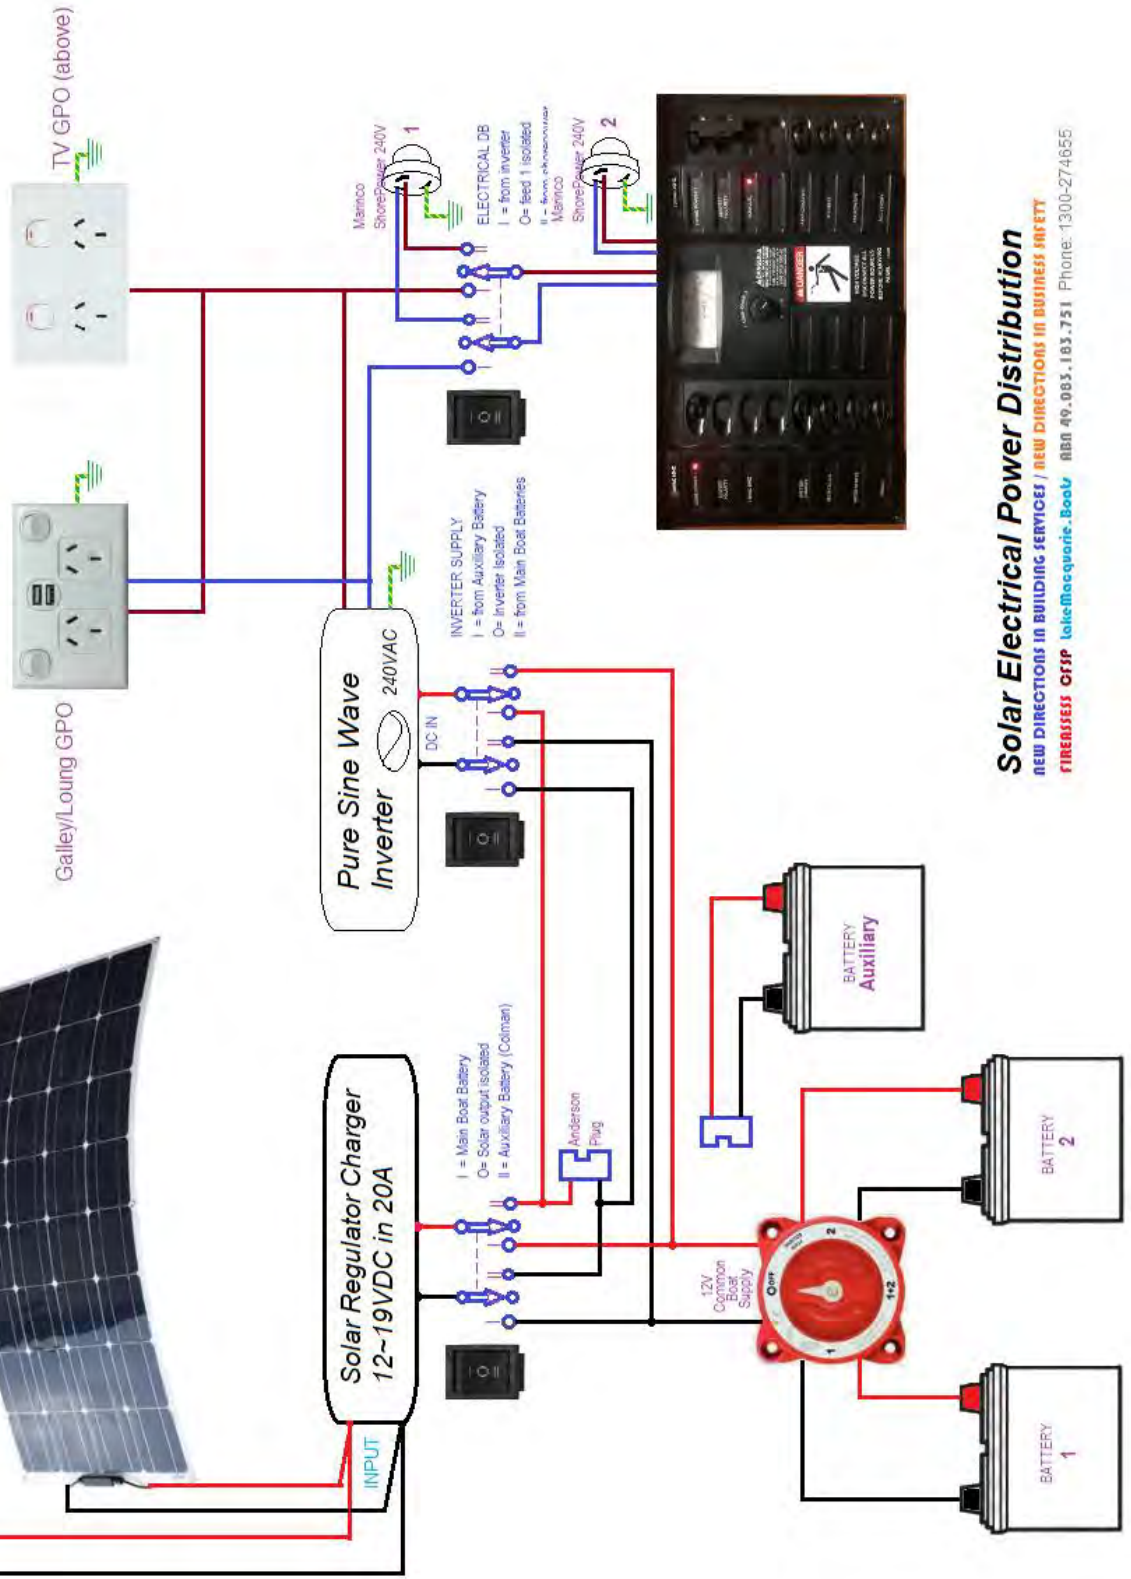 Galley/Loung GPO
TV GPO (above)
Solar Regulator Charger
12~19VDC in 20A
INPUT
Pure Sine Wave
Inverter
240VAC
DC IN
Marinco
ShorePower 240V
1
ELECTRICAL DB
I = from inverter
O= feed 1 isolated
II = from shorepower
Marinco
ShorePower 240V
2
INVERTER SUPPLY
I = from Auxiliary Battery
O= Inverter Isolated
II = from Main Boat Batteries
I = Main Boat Battery
O= Solar output isolated
II = Auxiliary Battery (Colman)
Anderson
Plug
12V
Common
Boat
Supply
OFF
1
2
1+2
DANGER
BATTERY
Auxiliary
BATTERY
1
BATTERY
2
Solar Electrical Power Distribution
NEW DIRECTIONS IN BUILDING SERVICES / NEW DIRECTIONS IN BUSINESS SAFETY
FIREASSESS CFSP LakeMacquarie.Boats ABN 49.083.183.751 Phone: 1300-274655